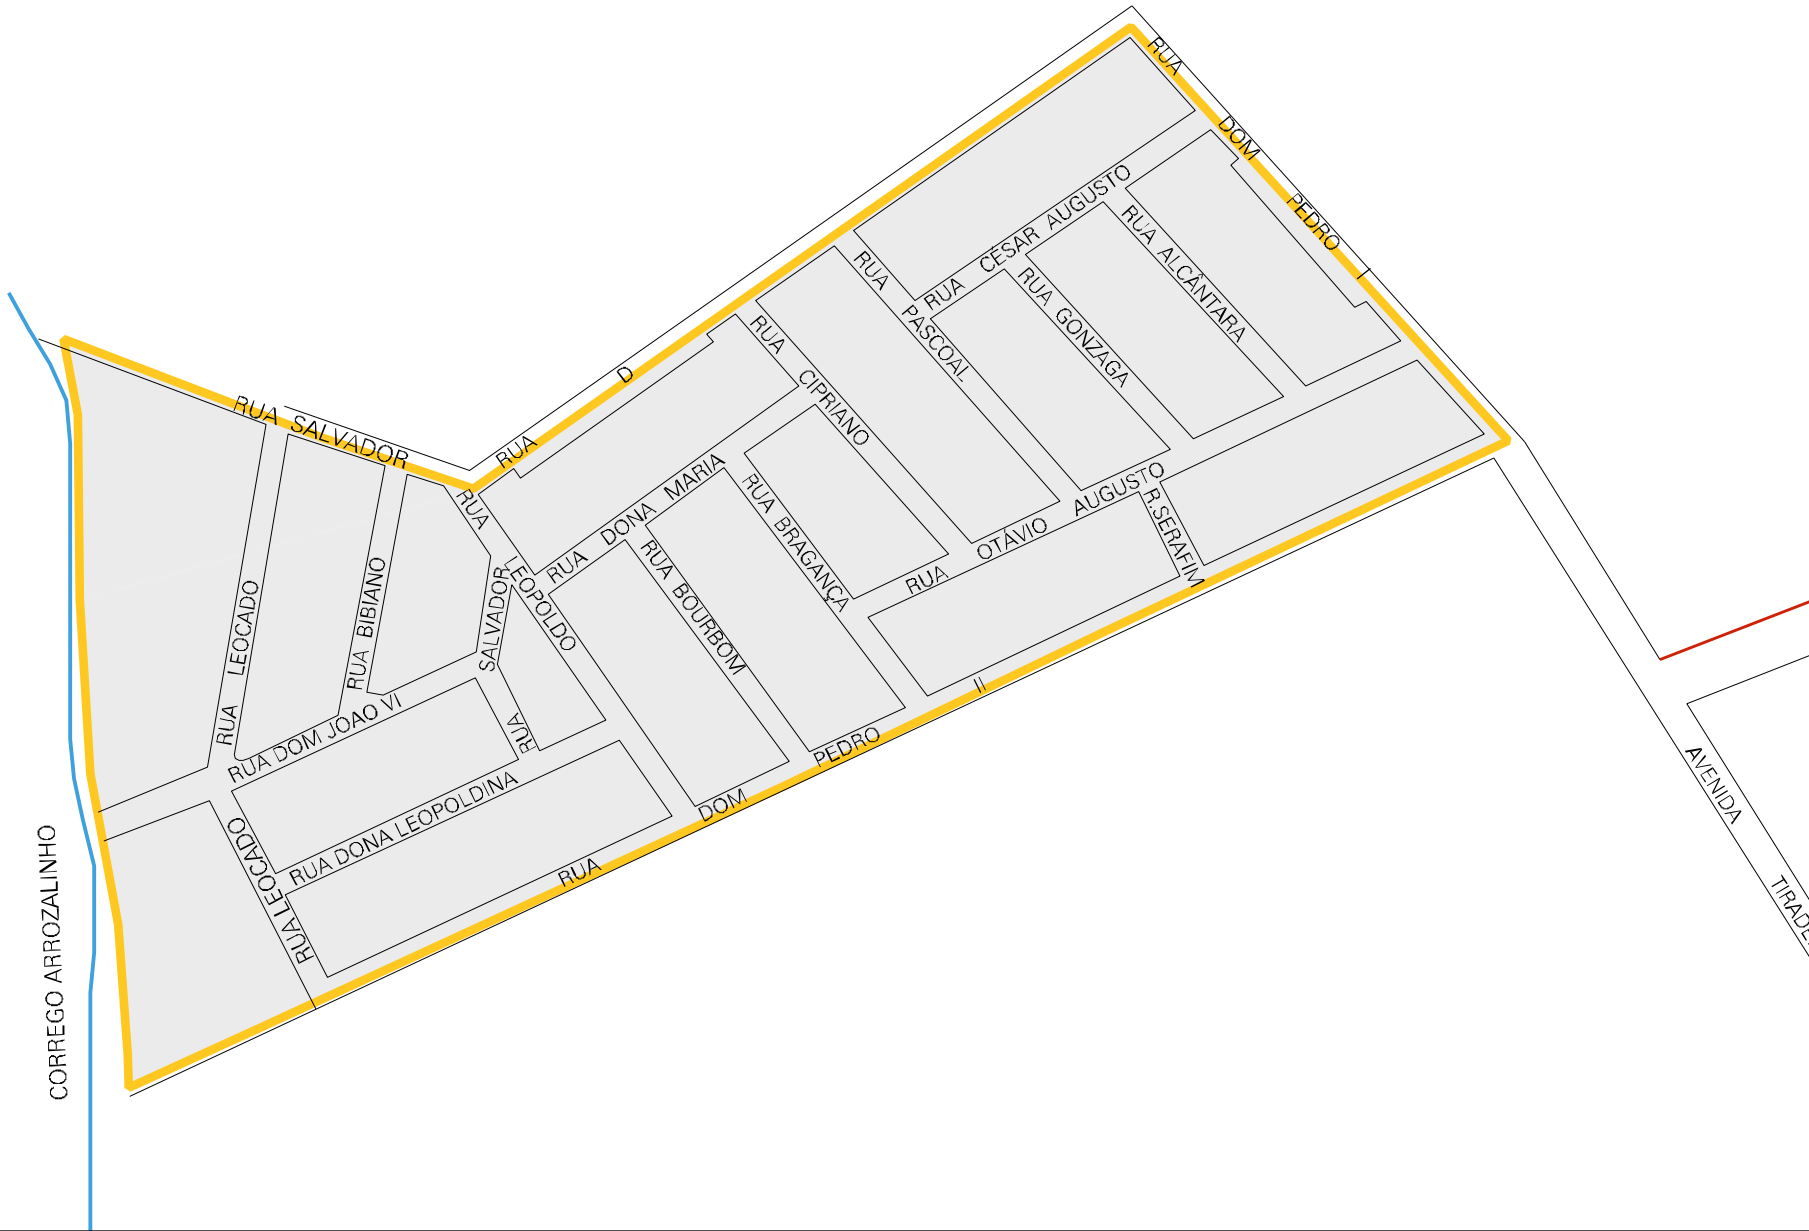 RUA DOM PEDRO I
RUA CÉSAR AUGUSTO
RUA ALCÂNTARA
RUA GONZAGA
RUA PASCOAL
RUA CIPRIANO
RUA D
RUA SALVADOR
RUA DONA MARIA
RUA BRAGANÇA
RUA OTÁVIO AUGUSTO
R.SERAFIM
RUA LEOPOLDO
RUA BOURBOM
RUA SALVADOR
RUA BIBIANO
RUA LEOCADO
RUA DOM JOAO VI
RUA DONA LEOPOLDINA
RUA LEOCADO
RUA DOM PEDRO II
CORREGO ARROZALINHO
AVENIDA TIRADE